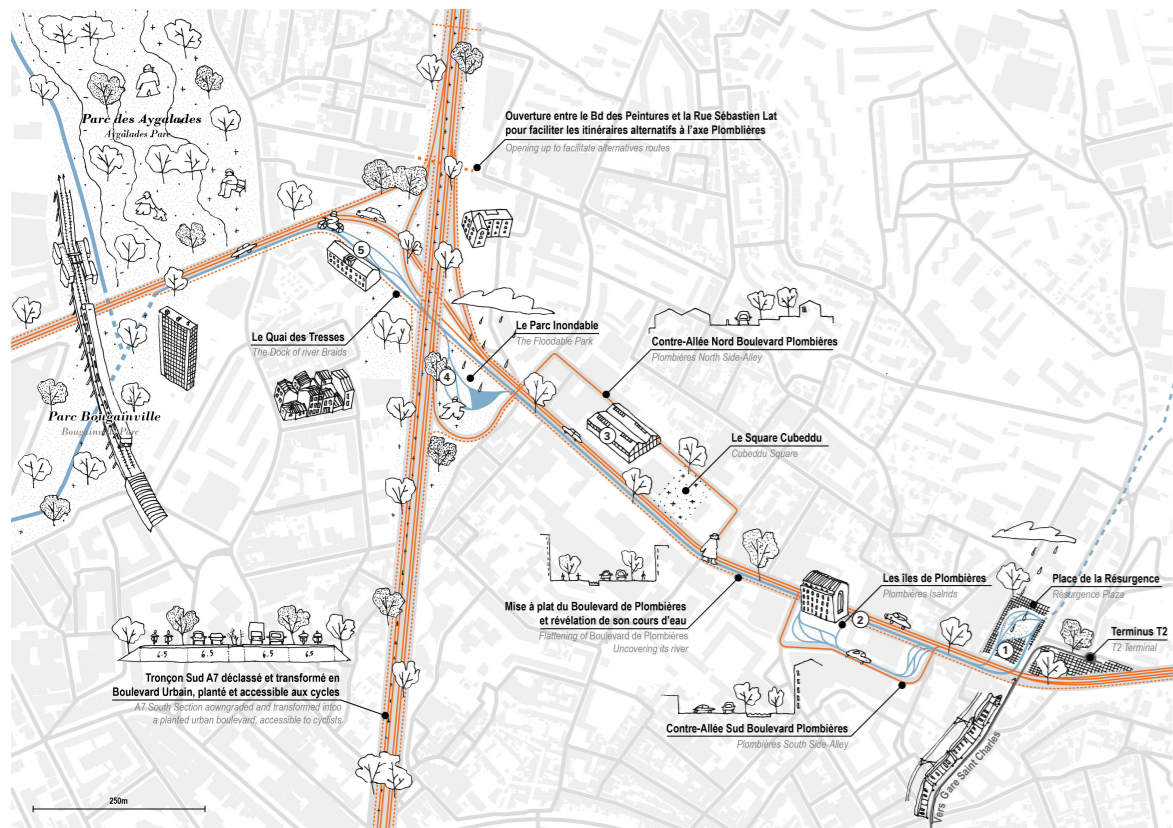 Parc des Aygalades
Aygalades Parc
Ouverture entre le Bd des Peintures et la Rue Sébastien Lat
pour faciliter les itinéraires alternatifs à l'axe Plomblières
Opening up to facilitate alternatives routes
5
Le Quai des Tresses
The Dock of river Braids
Le Parc Inondable
The Floodable Park
4
Contre-Allée Nord Boulevard Plombières
Plombières North Side-Alley
3
Parc Bougainville
Bougainville Parc
Le Square Cubeddu
Cubeddu Square
Mise à plat du Boulevard de Plombières
et révélation de son cours d'eau
Flattening of Boulevard de Plombières
Uncovering its river
Les îles de Plombières
Plombières Isalnds
2
Place de la Résurgence
Résurgence Plaza
1
Terminus T2
T2 Terminal
6.5 6.5 6.5 6.5
Tronçon Sud A7 déclassé et transformé en
Boulevard Urbain, planté et accessible aux cycles
A7 South Section aowngraded and transformed intoo
a planted urban boulevard, accessible to cyclists
Contre-Allée Sud Boulevard Plombières
Plombières South Side-Alley
Vers Gare Saint Charles
250m